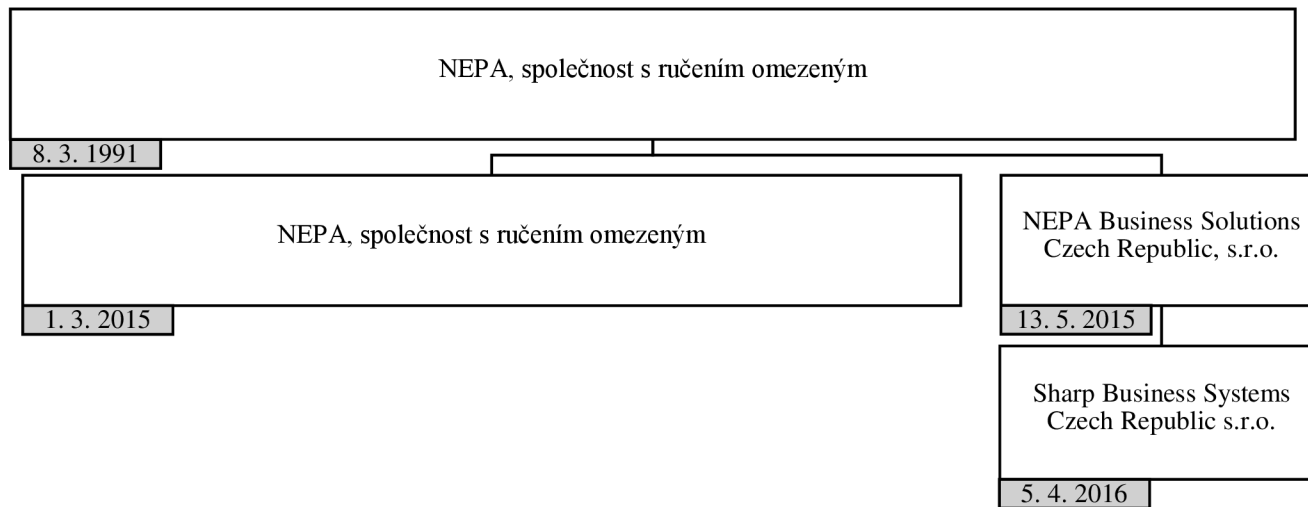 NEPA, společnost s ručením omezeným
8. 3. 1991
NEPA, společnost s ručením omezeným
1. 3. 2015
NEPA Business Solutions
Czech Republic, s.r.o.
13. 5. 2015
Sharp Business Systems
Czech Republic s.r.o.
5. 4. 2016